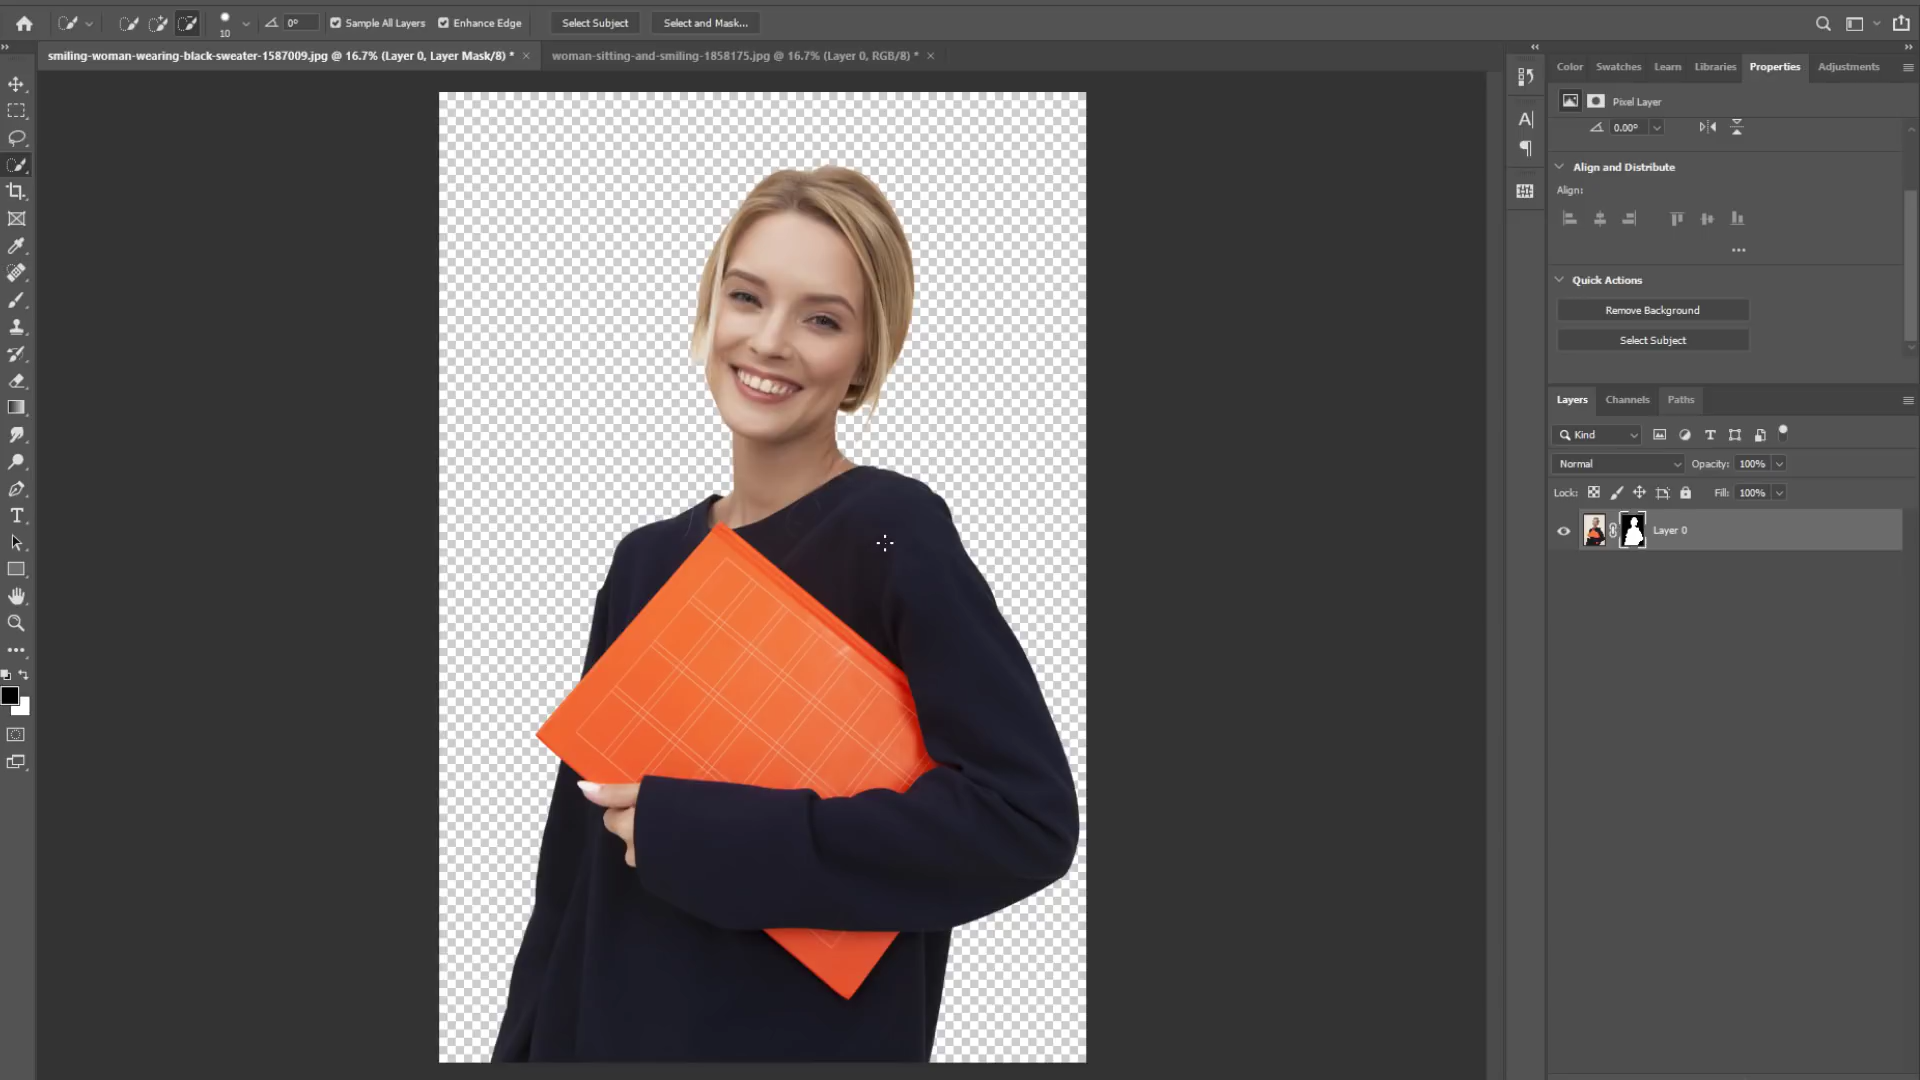 10
0°
Sample All Layers
Enhance Edge
Select Subject
Select and Mask...
smiling-woman-wearing-black-sweater-1587009.jpg @ 16.7% (Layer 0, Layer Mask/8) *
woman-sitting-and-smiling-1858175.jpg @ 16.7% (Layer 0, RGB/8) *
Color
Swatches
Learn
Libraries
Properties
Adjustments
Pixel Layer
0.00°
Align and Distribute
Align:
Quick Actions
Remove Background
Select Subject
Layers
Channels
Paths
Kind
Normal
Opacity: 100%
Lock:
Fill: 100%
Layer 0